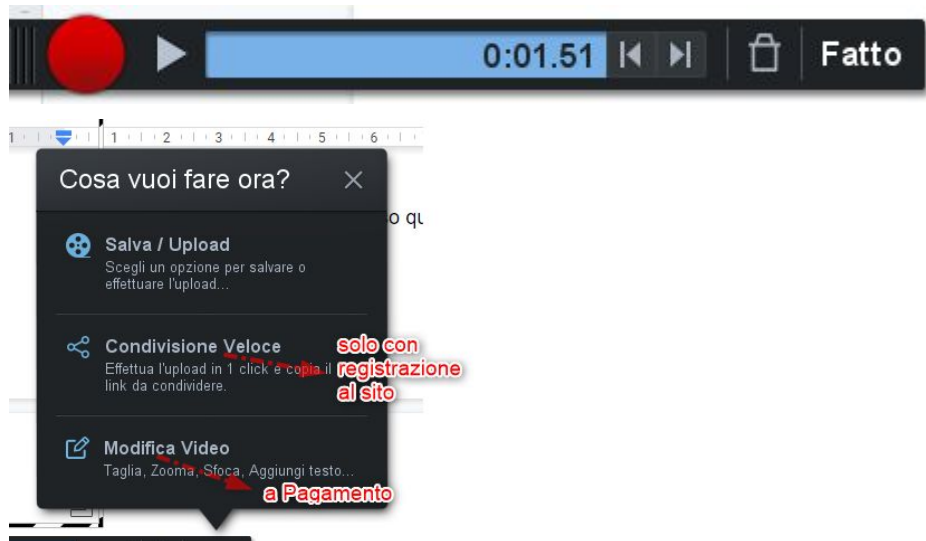 0:01.51 Fatto
1 1 2 3 4 5 6
Cosa vuoi fare ora?
o qu
Salva / Upload
Scegli un opzione per salvare o
effettuare l'upload...
Condivisione Veloce
Effettua l'upload in 1 click e copia il
link da condividere.
solo con
registrazione
al sito
Modifica Video
Taglia, Zooma, Sfoca, Aggiungi testo...
a Pagamento